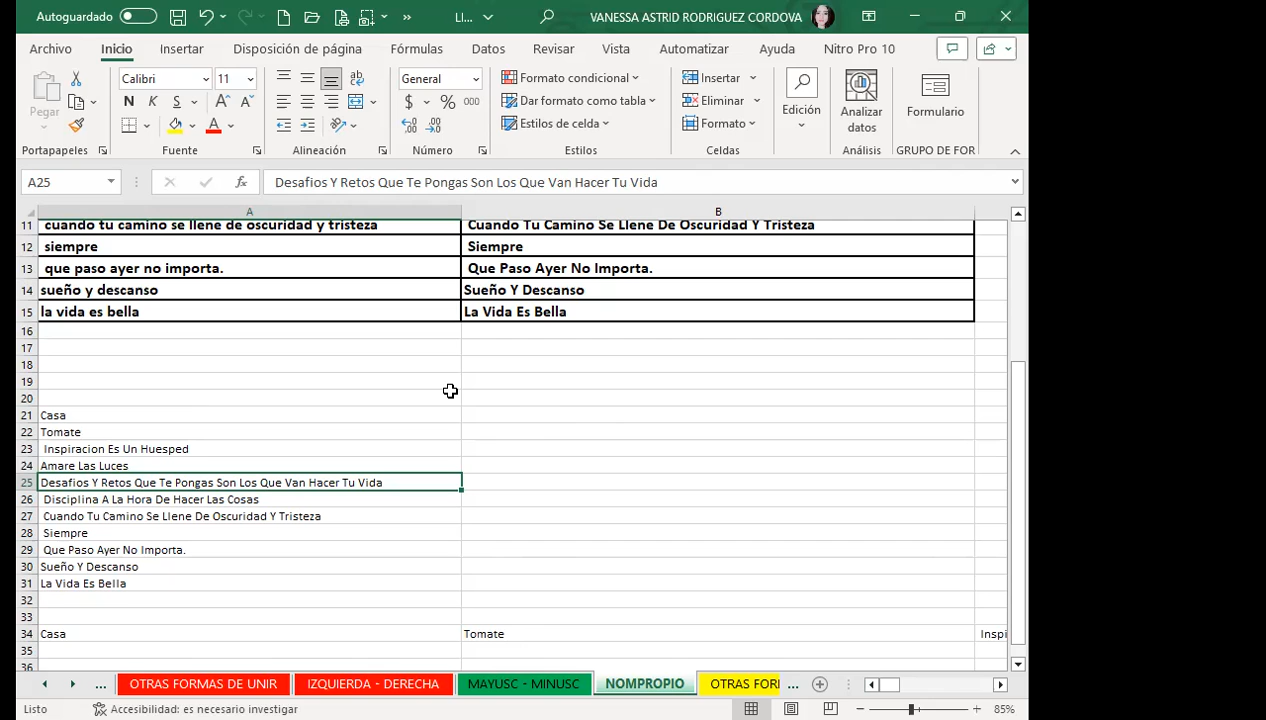 Autoguardado
LI...
VANESSA ASTRID RODRIGUEZ CORDOVA
Archivo Inicio Insertar Disposición de página Fórmulas Datos Revisar Vista Automatizar Ayuda Nitro Pro 10
Pegar
Calibri 11
N K S
General
$ % 000
Formato condicional
Dar formato como tabla
Estilos de celda
Insertar
Eliminar
Formato
Edición
Analizar datos
Formulario
Portapapeles Fuente Alineación Número Estilos Celdas Análisis GRUPO DE FOR
A25 fx Desafios Y Retos Que Te Pongas Son Los Que Van Hacer Tu Vida
A B
11 cuando tu camino se llene de oscuridad y tristeza Cuando Tu Camino Se Llene De Oscuridad Y Tristeza
12 siempre Siempre
13 que paso ayer no importa. Que Paso Ayer No Importa.
14 sueño y descanso Sueño Y Descanso
15 la vida es bella La Vida Es Bella
16
17
18
19
20
21 Casa
22 Tomate
23 Inspiracion Es Un Huesped
24 Amare Las Luces
25 Desafios Y Retos Que Te Pongas Son Los Que Van Hacer Tu Vida
26 Disciplina A La Hora De Hacer Las Cosas
27 Cuando Tu Camino Se Llene De Oscuridad Y Tristeza
28 Siempre
29 Que Paso Ayer No Importa.
30 Sueño Y Descanso
31 La Vida Es Bella
32
33
34 Casa Tomate Inspi
35
36
... OTRAS FORMAS DE UNIR IZQUIERDA - DERECHA MAYUSC - MINUSC NOMPROPIO OTRAS FORI ...
Listo Accesibilidad: es necesario investigar 85%